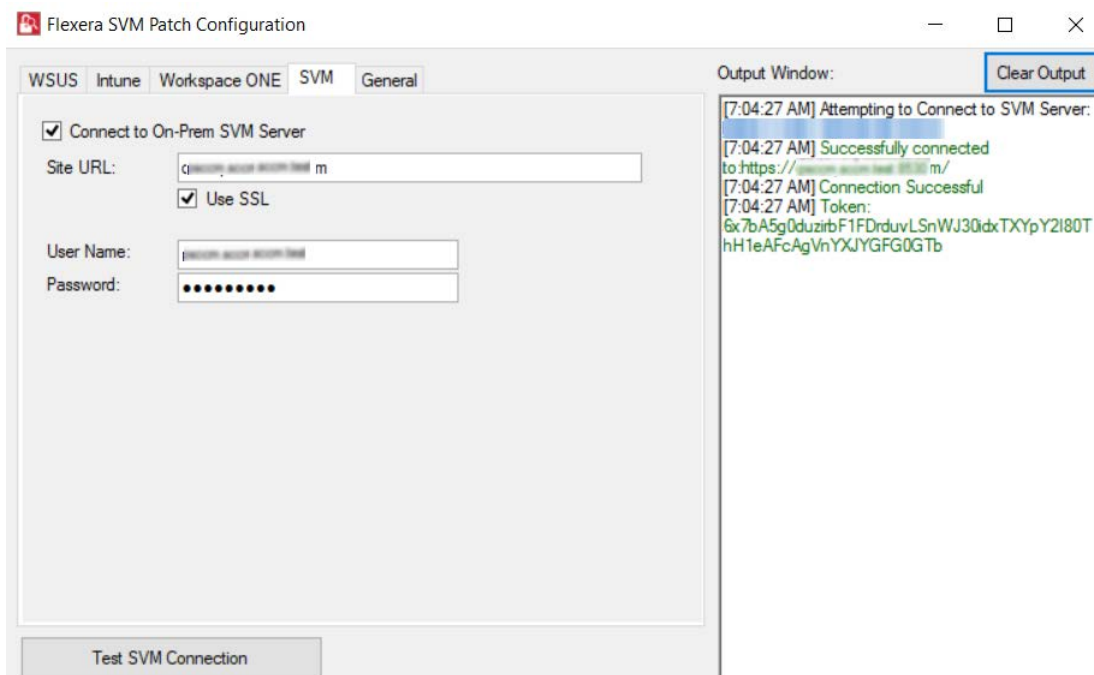 Flexera SVM Patch Configuration
WSUS Intune Workspace ONE SVM General
Connect to On-Prem SVM Server
Site URL:
Use SSL
User Name:
Password: ●●●●●●●●●
Test SVM Connection
Output Window:
Clear Output
[7:04:27 AM] Attempting to Connect to SVM Server:
[7:04:27 AM] Successfully connected
to:https:// m/
[7:04:27 AM] Connection Successful
[7:04:27 AM] Token:
6x7bA5g0duzirbF1FDrduvLSnWJ30idxTXYpY2I80T
hH1eAFcAgVnYXJYGFG0GTb